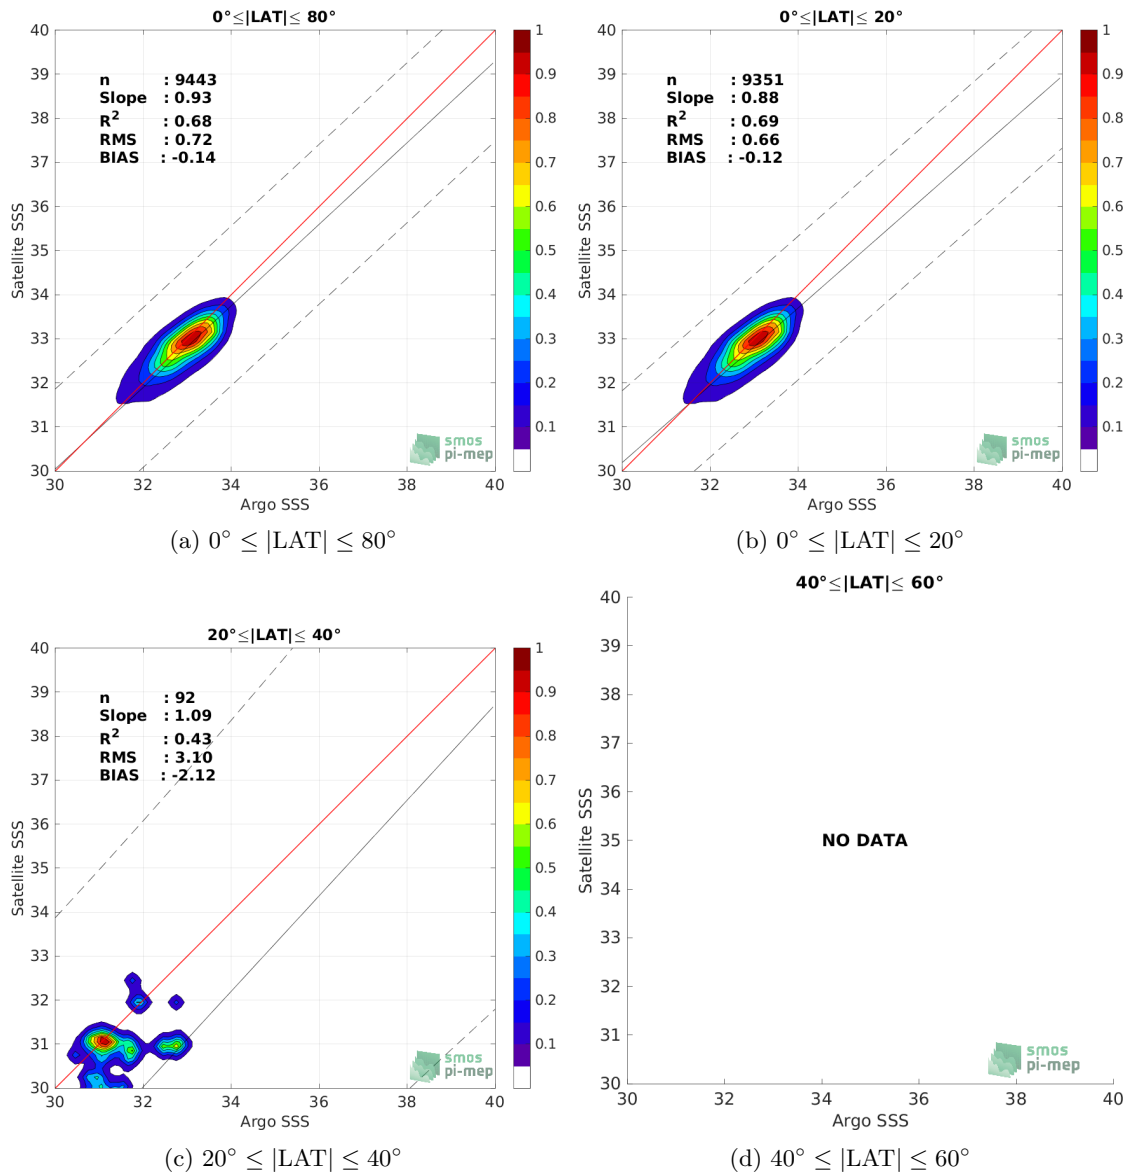 0°≤|LAT|≤ 80°
40
39
38
37
36
35
34
33
32
31
30
Satellite SSS
n : 9443
Slope : 0.93
R² : 0.68
RMS : 0.72
BIAS : -0.14
smos
pi-mep
30 32 34 36 38 40
Argo SSS
1
0.9
0.8
0.7
0.6
0.5
0.4
0.3
0.2
0.1
(a) 0° ≤ |LAT| ≤ 80°
0°≤|LAT|≤ 20°
40
39
38
37
36
35
34
33
32
31
30
Satellite SSS
n : 9351
Slope : 0.88
R² : 0.69
RMS : 0.66
BIAS : -0.12
smos
pi-mep
30 32 34 36 38 40
Argo SSS
1
0.9
0.8
0.7
0.6
0.5
0.4
0.3
0.2
0.1
(b) 0° ≤ |LAT| ≤ 20°
20°≤|LAT|≤ 40°
40
39
38
37
36
35
34
33
32
31
30
Satellite SSS
n : 92
Slope : 1.09
R² : 0.43
RMS : 3.10
BIAS : -2.12
smos
pi-mep
30 32 34 36 38 40
Argo SSS
1
0.9
0.8
0.7
0.6
0.5
0.4
0.3
0.2
0.1
(c) 20° ≤ |LAT| ≤ 40°
40°≤|LAT|≤ 60°
40
39
38
37
36
35
34
33
32
31
30
Satellite SSS
NO DATA
smos
pi-mep
30 32 34 36 38 40
Argo SSS
(d) 40° ≤ |LAT| ≤ 60°